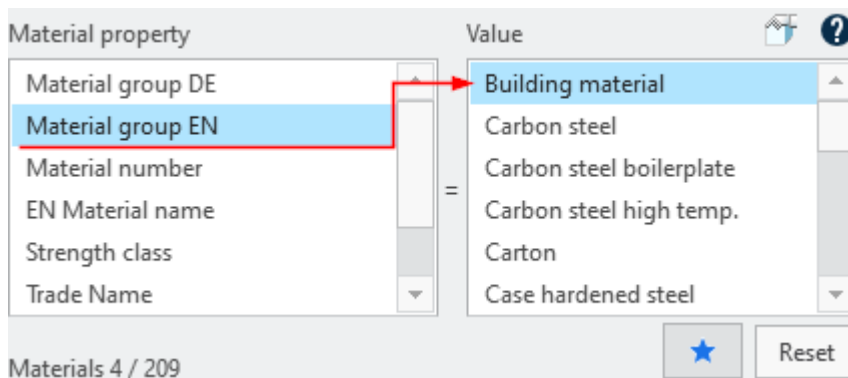 Material property
Value
Material group DE
Material group EN
Material number
EN Material name
Strength class
Trade Name
=
Building material
Carbon steel
Carbon steel boilerplate
Carbon steel high temp.
Carton
Case hardened steel
Materials 4 / 209
Reset